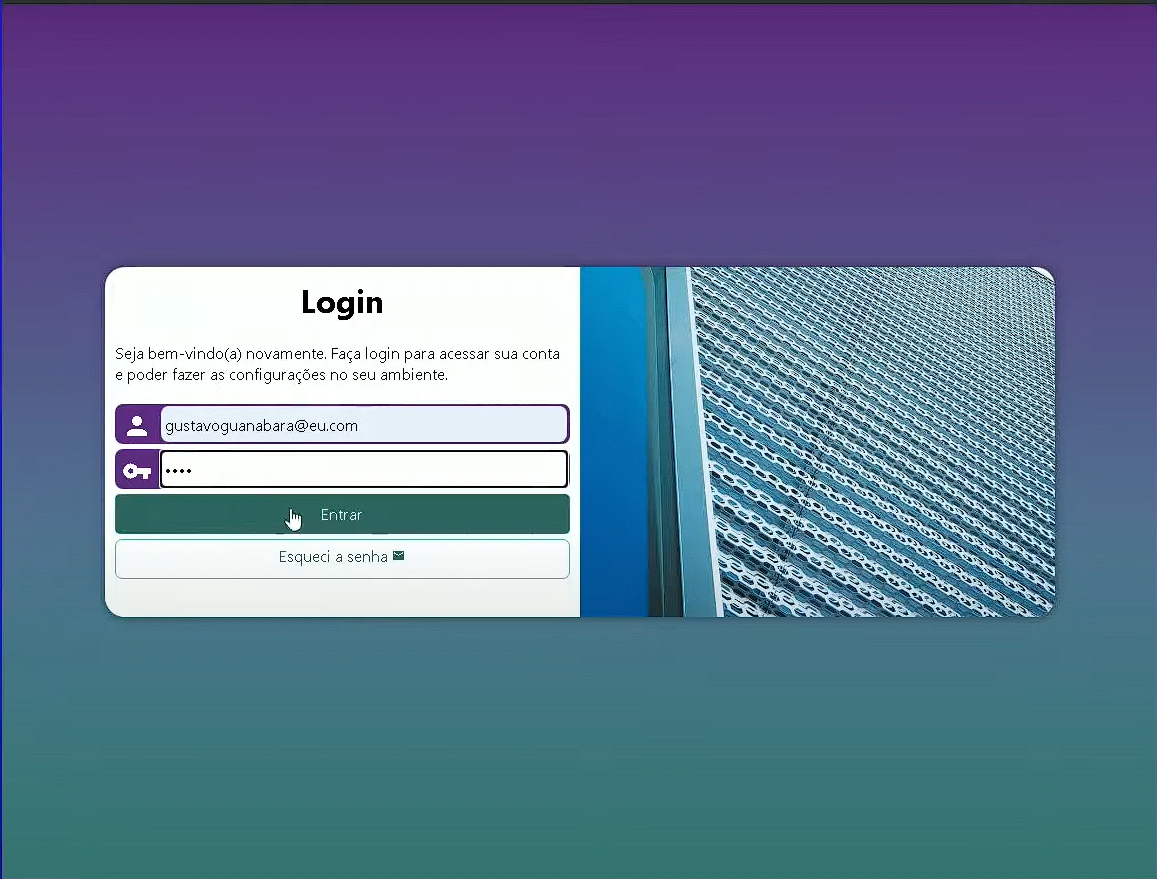 Login
Seja bem-vindo(a) novamente. Faça login para acessar sua conta
e poder fazer as configurações no seu ambiente.
gustavoguanabara@eu.com
••••
Entrar
Esqueci a senha